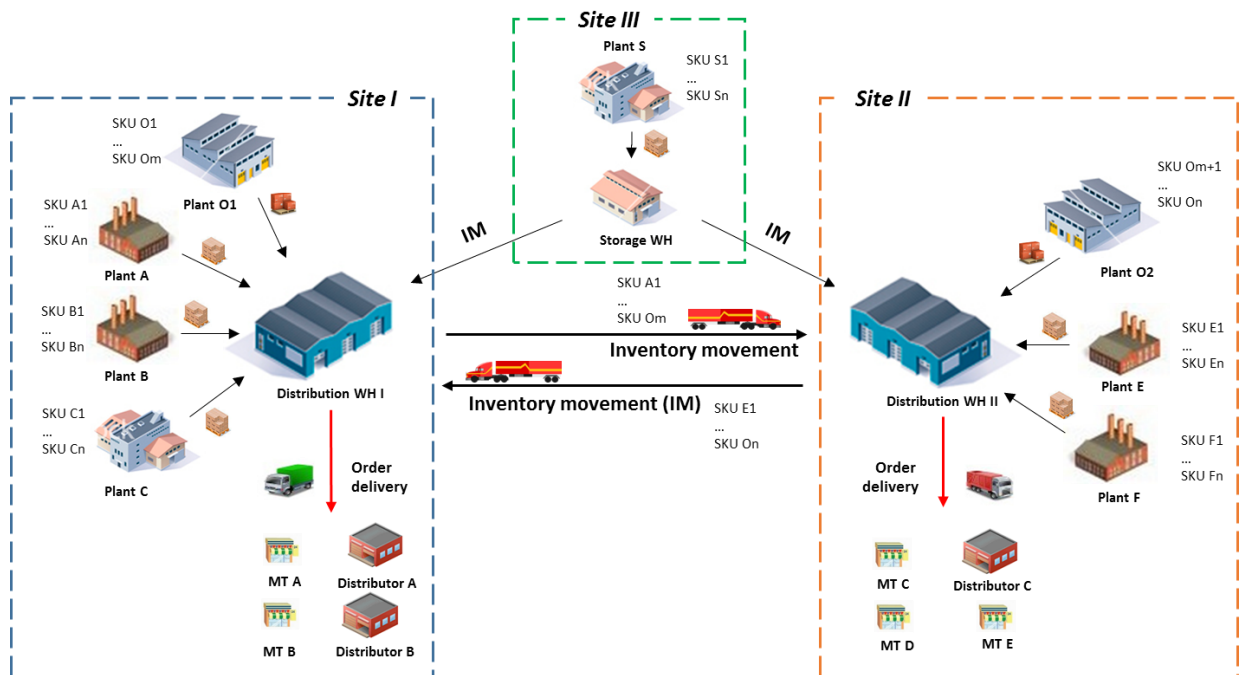 Site III
Plant S
SKU S1
...
SKU Sn
Storage WH
IM
IM
Site I
SKU O1
...
SKU Om
Plant O1
SKU A1
...
SKU An
Plant A
SKU B1
...
SKU Bn
Plant B
SKU C1
...
SKU Cn
Plant C
Distribution WH I
Order
delivery
MT A
Distributor A
MT B
Distributor B
SKU A1
...
SKU Om
Inventory movement
Inventory movement (IM)
SKU E1
...
SKU On
Site II
SKU Om+1
...
SKU On
Plant O2
SKU E1
...
SKU En
Plant E
SKU F1
...
SKU Fn
Plant F
Distribution WH II
Order
delivery
MT C
Distributor C
MT D
MT E